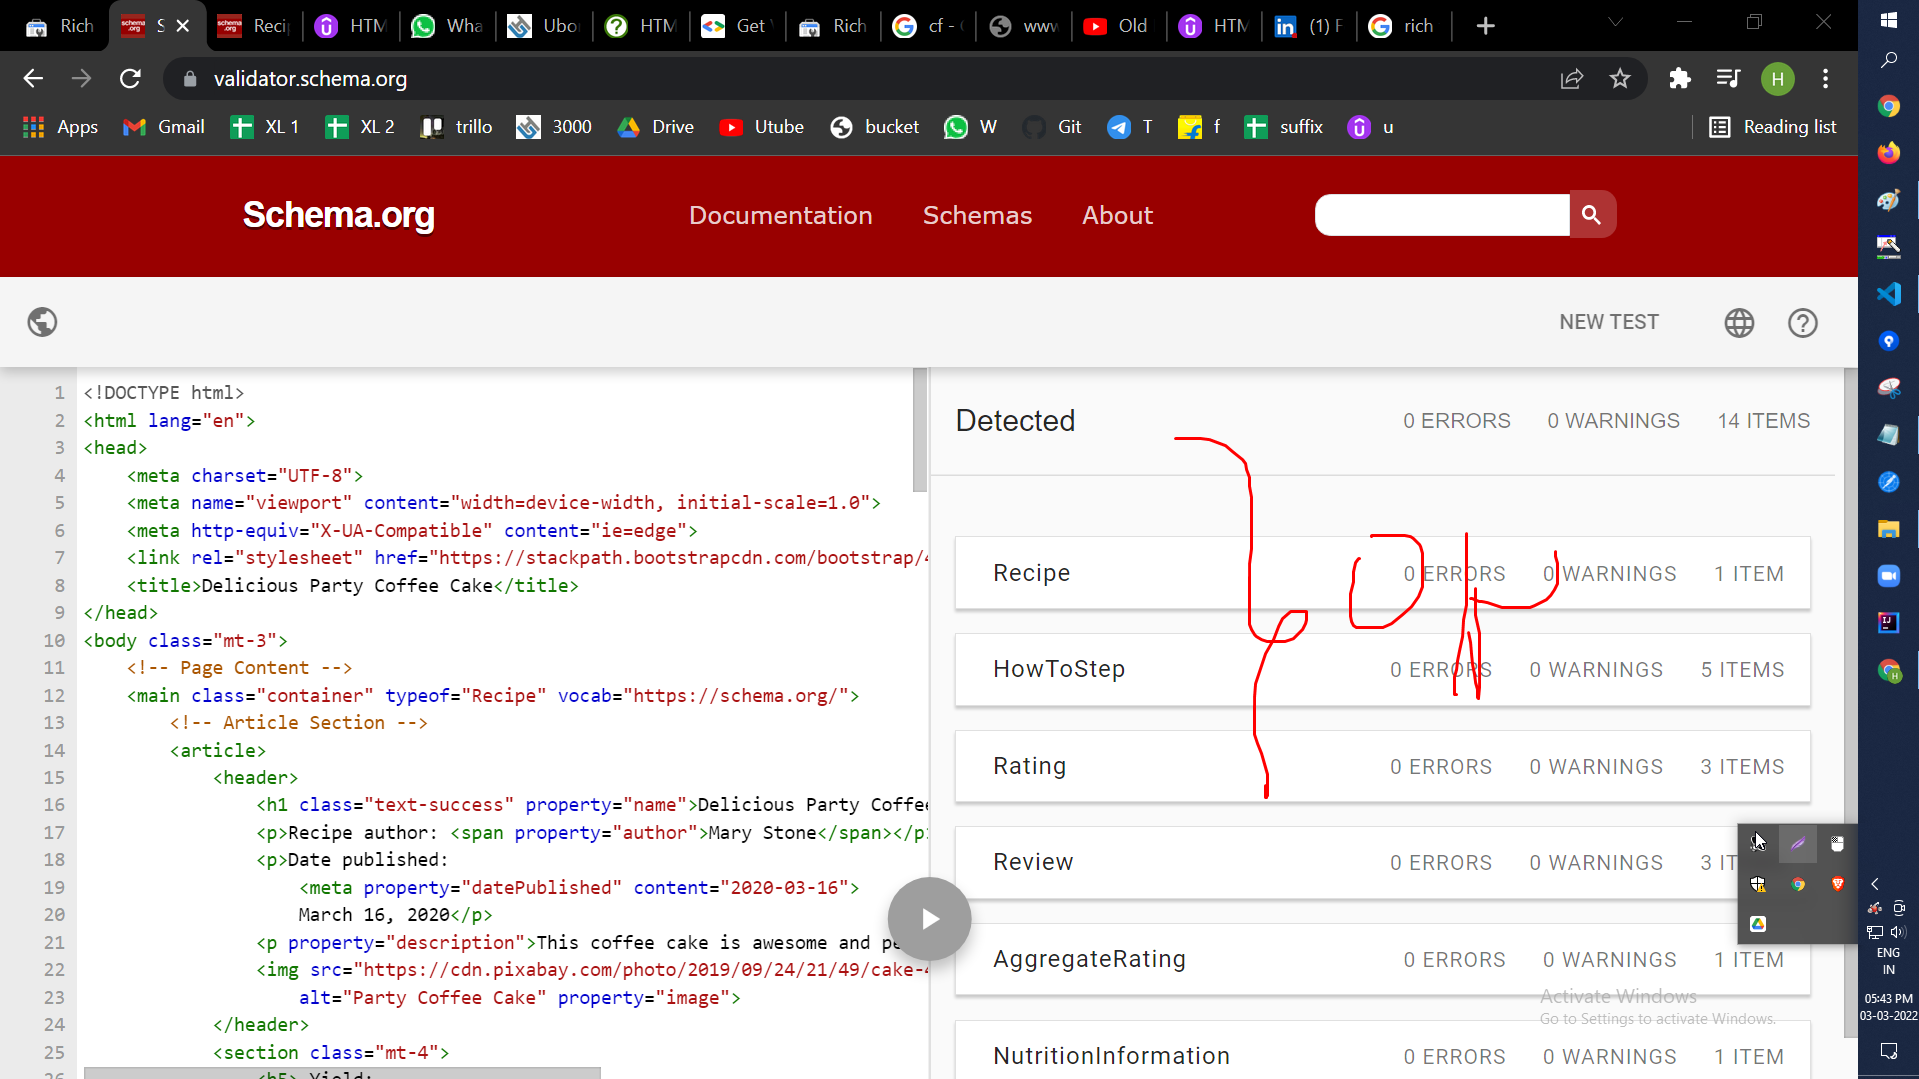 Rich
S
Reci
HTM
Wha
Ubo
HTM
Get
Rich
cf -
www
Old
HTM
(1) F
rich
validator.schema.org
H
Apps
Gmail
XL 1
XL 2
trillo
3000
Drive
Utube
bucket
W
Git
T
f
suffix
u
Reading list
Schema.org
Documentation
Schemas
About
NEW TEST
1 <!DOCTYPE html>
2 <html lang="en">
3 <head>
4 <meta charset="UTF-8">
5 <meta name="viewport" content="width=device-width, initial-scale=1.0">
6 <meta http-equiv="X-UA-Compatible" content="ie=edge">
7 <link rel="stylesheet" href="https://stackpath.bootstrapcdn.com/bootstrap/4
8 <title>Delicious Party Coffee Cake</title>
9 </head>
10 <body class="mt-3">
11 <!-- Page Content -->
12 <main class="container" typeof="Recipe" vocab="https://schema.org/">
13 <!-- Article Section -->
14 <article>
15 <header>
16 <h1 class="text-success" property="name">Delicious Party Coffe
17 <p>Recipe author: <span property="author">Mary Stone</span></p
18 <p>Date published:
19 <meta property="datePublished" content="2020-03-16">
20 March 16, 2020</p>
21 <p property="description">This coffee cake is awesome and pe
22 <img src="https://cdn.pixabay.com/photo/2019/09/24/21/49/cake-4
23 alt="Party Coffee Cake" property="image">
24 </header>
25 <section class="mt-4">
26 <h5> Yield:
Detected 0 ERRORS 0 WARNINGS 14 ITEMS
Recipe 0 ERRORS 0 WARNINGS 1 ITEM
HowToStep 0 ERRORS 0 WARNINGS 5 ITEMS
Rating 0 ERRORS 0 WARNINGS 3 ITEMS
Review 0 ERRORS 0 WARNINGS 3 IT
AggregateRating 0 ERRORS 0 WARNINGS 1 ITEM
NutritionInformation 0 ERRORS 0 WARNINGS 1 ITEM
Activate Windows
Go to Settings to activate Windows.
ENG
IN
05:43 PM
03-03-2022